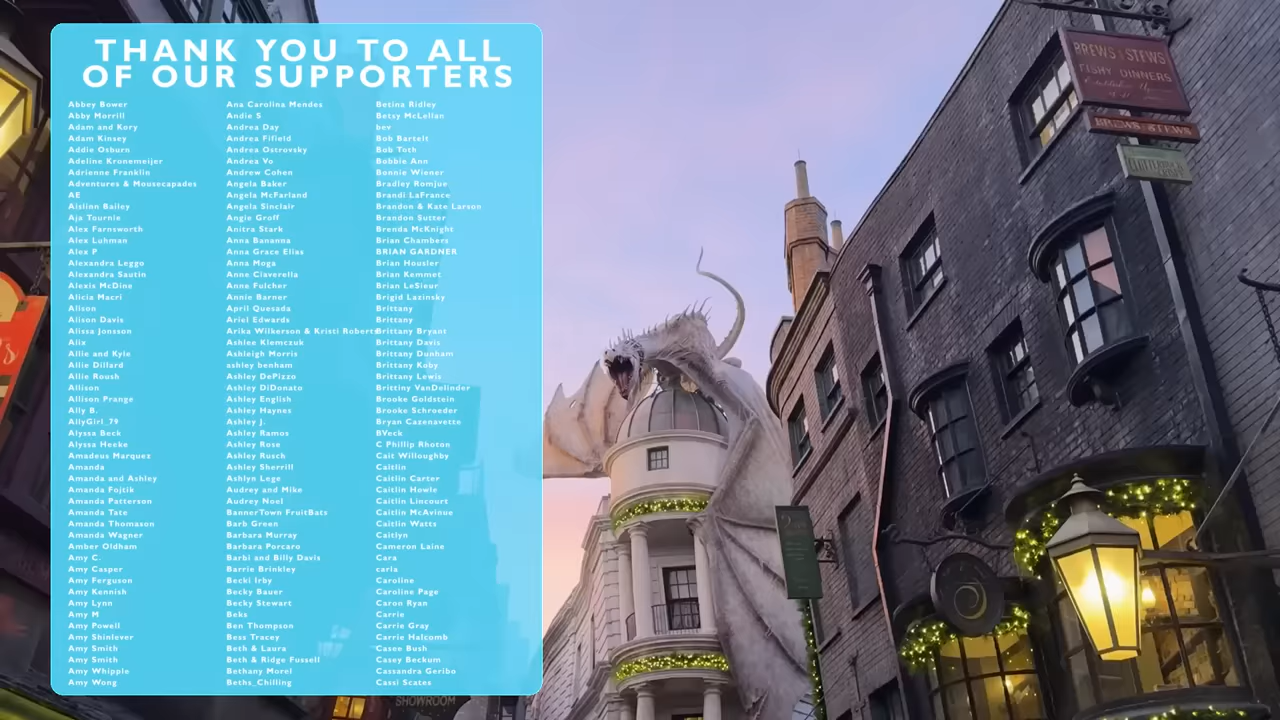 THANK YOU TO ALL
OF OUR SUPPORTERS
Abbey Bower
Abby Morrill
Adam and Kory
Adam Kinsey
Addie Osburn
Adeline Kronemeijer
Adrienne Franklin
Adventures & Mousecapades
AE
Aislinn Bailey
Aja Tournie
Alex Farnsworth
Alex Luhman
Alex P
Alexandra Leggo
Alexandra Sautin
Alexis McDine
Alicia Macri
Alison
Alison Davis
Alissa Jonsson
Alix
Allie and Kyle
Allie Dillard
Allie Roush
Allison
Allison Prange
Ally B.
AllyGirl_79
Alyssa Beck
Alyssa Heeke
Amadeus Marquez
Amanda
Amanda and Ashley
Amanda Fojtik
Amanda Patterson
Amanda Tate
Amanda Thomason
Amanda Wagner
Amber Oldham
Amy C.
Amy Casper
Amy Ferguson
Amy Kennish
Amy Lynn
Amy M
Amy Powell
Amy Shinlever
Amy Smith
Amy Smith
Amy Whipple
Amy Wong
Ana Carolina Mendes
Andie S
Andrea Day
Andrea Fifield
Andrea Ostrovsky
Andrea Vo
Andrew Cohen
Angela Baker
Angela McFarland
Angela Sinclair
Angie Groff
Anitra Stark
Anna Bananna
Anna Grace Elias
Anna Moga
Anne Ciaverella
Anne Fulcher
Annie Barner
April Quesada
Ariel Edwards
Arika Wilkerson & Kristi Roberts
Ashlee Klemczuk
Ashleigh Morris
ashley benham
Ashley DePizzo
Ashley DiDonato
Ashley English
Ashley Haynes
Ashley J.
Ashley Ramos
Ashley Rose
Ashley Rusch
Ashley Sherrill
Ashlyn Lege
Audrey and Mike
Audrey Noel
BannerTown FruitBats
Barb Green
Barbara Murray
Barbara Porcaro
Barbi and Billy Davis
Barrie Brinkley
Becki Irby
Becky Bauer
Becky Stewart
Beks
Ben Thompson
Bess Tracey
Beth & Laura
Beth & Ridge Fussell
Bethany Morel
Beths_Chilling
Betina Ridley
Betsy McLellan
bev
Bob Bartelt
Bob Toth
Bobbie Ann
Bonnie Wiener
Bradley Romjue
Brandi LaFrance
Brandon & Kate Larson
Brandon Sutter
Brenda McKnight
Brian Chambers
BRIAN GARDNER
Brian Housler
Brian Kemmet
Brian LeSieur
Brigid Lazinsky
Brittany
Brittany
Brittany Bryant
Brittany Davis
Brittany Dunham
Brittany Koby
Brittany Lewis
Brittiny VanDelinder
Brooke Goldstein
Brooke Schroeder
Bryan Cazenavette
BVeck
C Phillip Rhoton
Cait Willoughby
Caitlin
Caitlin Carter
Caitlin Howle
Caitlin Lincourt
Caitlin McAvinue
Caitlin Watts
Caitlyn
Cameron Laine
Cara
carla
Caroline
Caroline Page
Caron Ryan
Carrie
Carrie Gray
Carrie Halcomb
Casee Bush
Casey Beckum
Cassandra Geribo
Cassi Scates
BREWS & STEWS
FISHY DINNERS
BREWS & STEWS
SHOWROOM